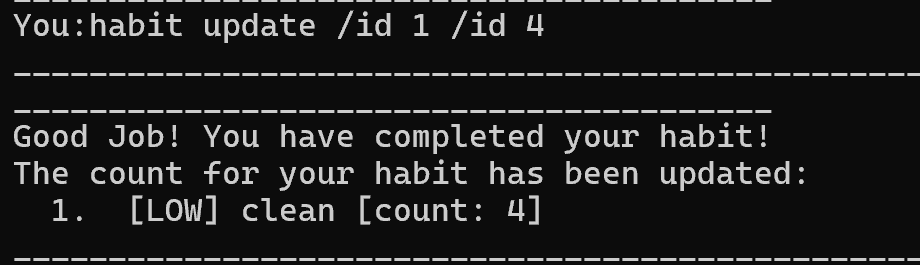 You:habit update /id 1 /id 4
Good Job! You have completed your habit!
The count for your habit has been updated:
1. [LOW] clean [count: 4]